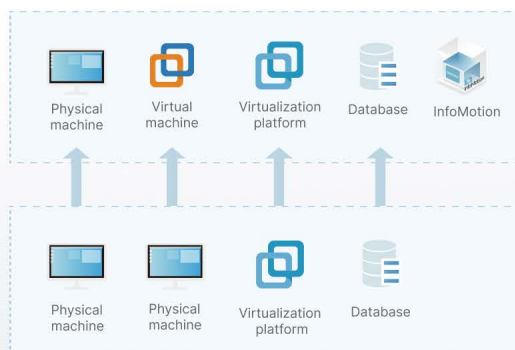 Physical
machine
Virtual
machine
Virtualization
platform
Database
InfoMotion
Physical
machine
Physical
machine
Virtualization
platform
Database